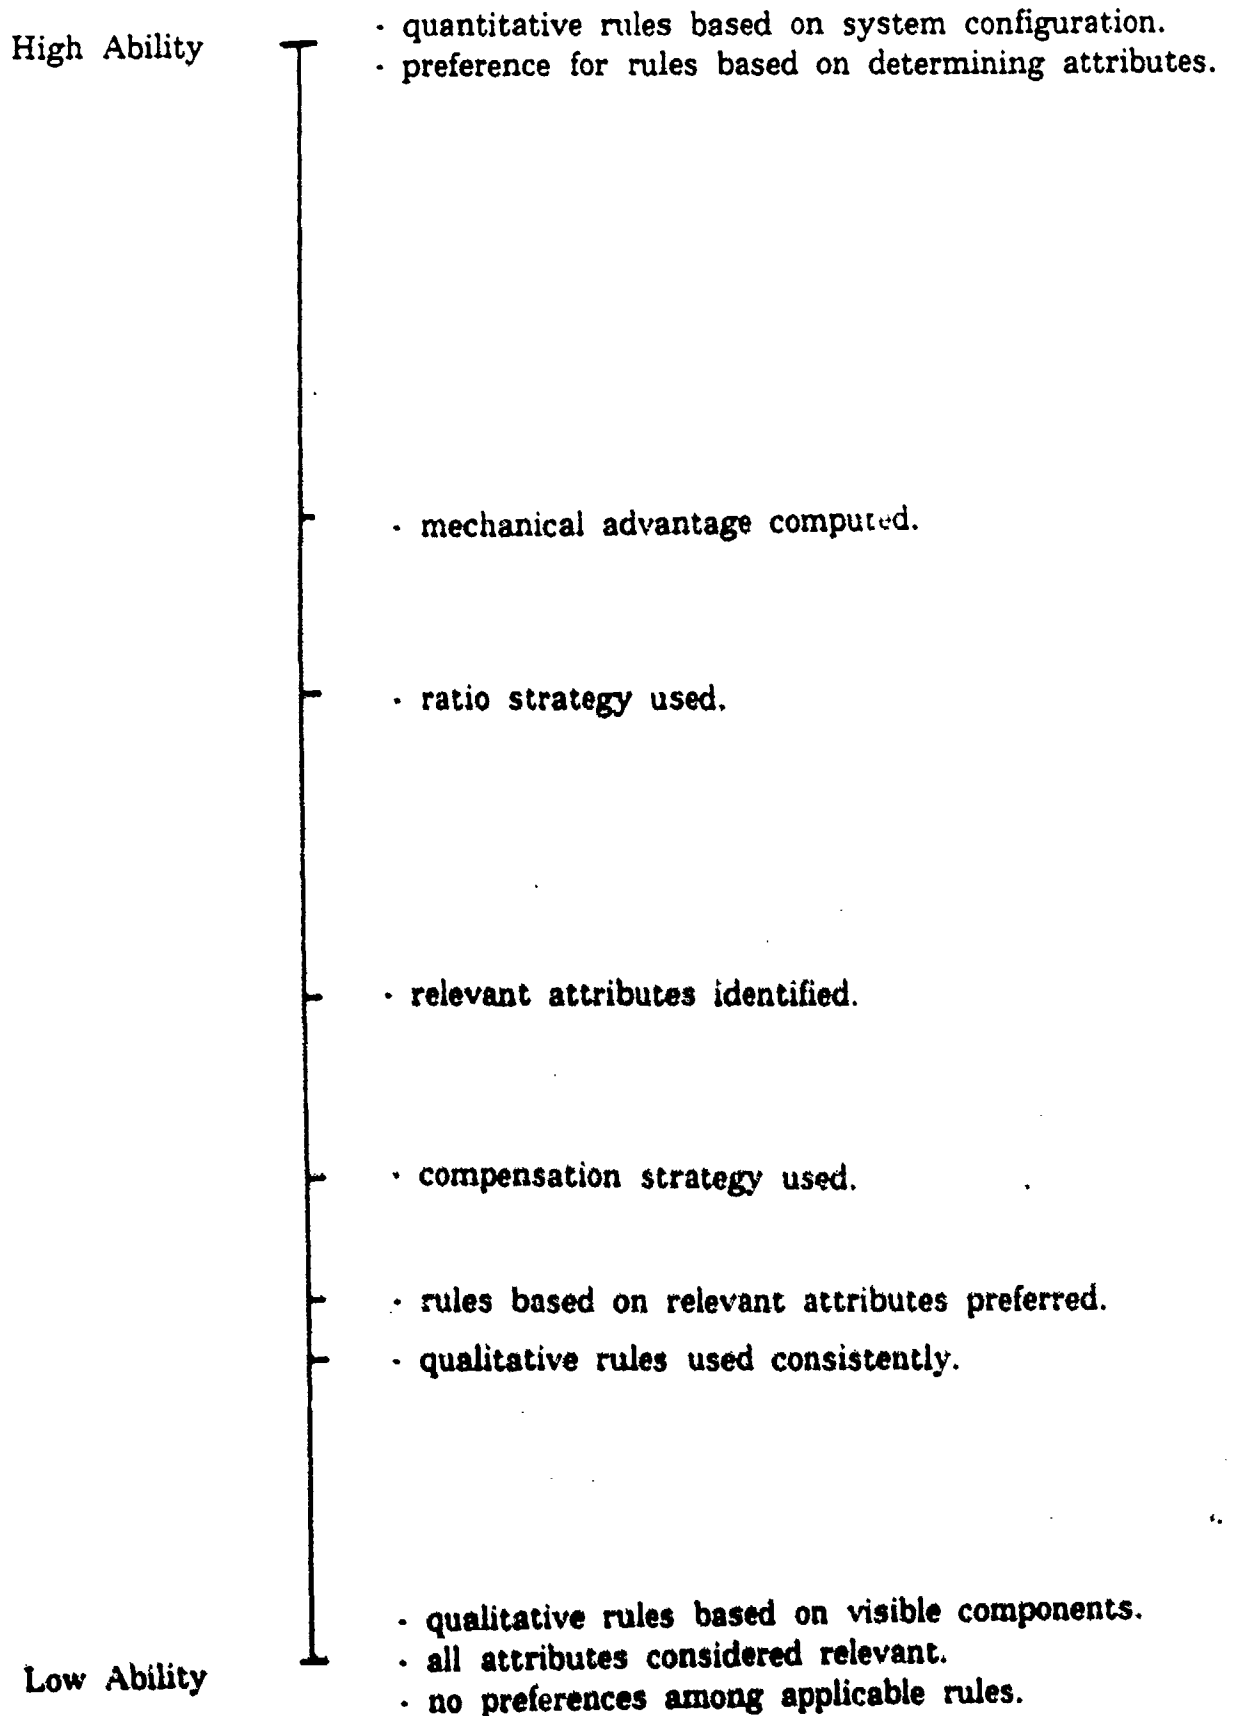 · quantitative rules based on system configuration.
High Ability
· preference for rules based on determining attributes.
· mechanical advantage computed.
· ratio strategy used.
· relevant attributes identified.
· compensation strategy used.
· rules based on relevant attributes preferred.
· qualitative rules used consistently.
· qualitative rules based on visible components.
· all attributes considered relevant.
Low Ability
· no preferences among applicable rules.